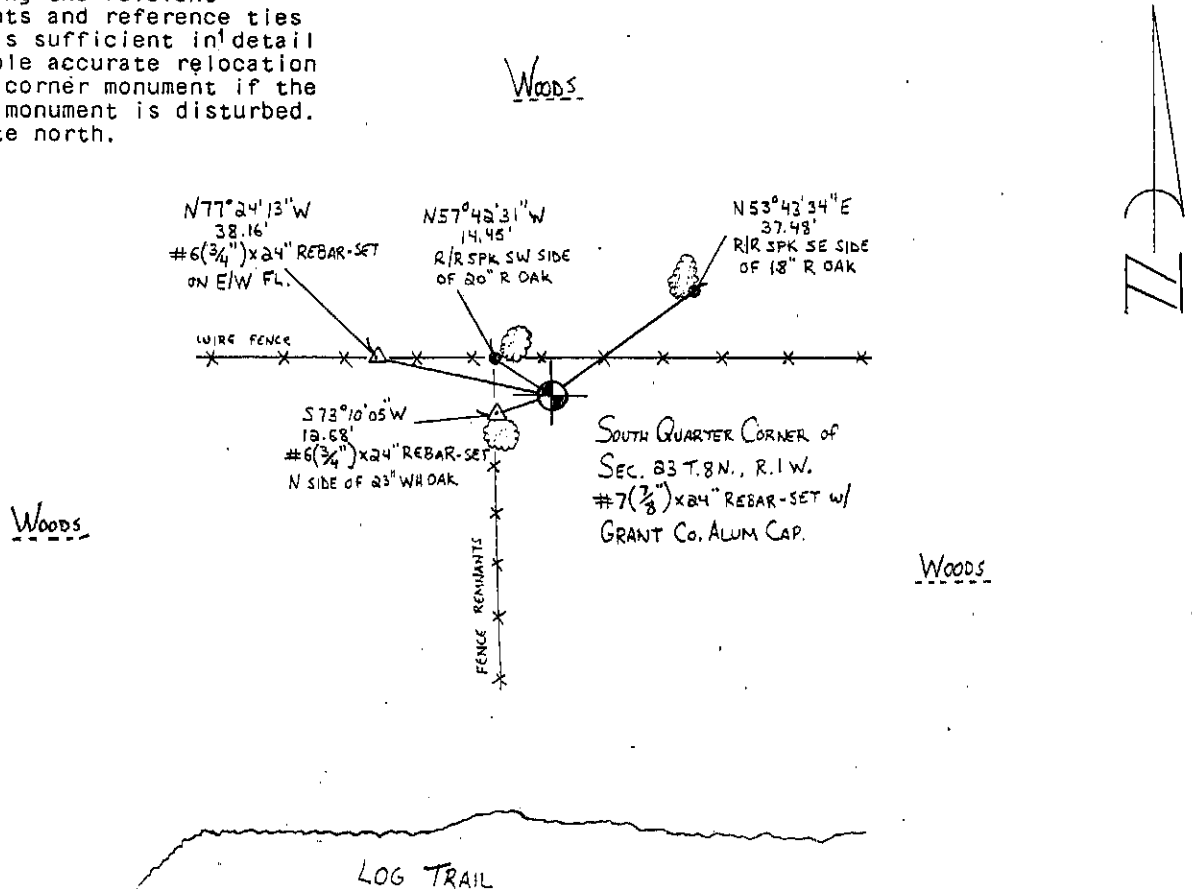 ts and reference ties
s sufficient in detail
le accurate relocation
corner monument if the
monument is disturbed.
te north.
Woods
N77°24'13"W
38.16'
#6(3/4")x24" REBAR-SET
ON E/W FL.
N57°42'31"W
14.45'
R/R SPK SW SIDE
OF 20" R OAK
N53°43'34"E
37.48'
R/R SPK SE SIDE
OF 18" R OAK
N
WIRE FENCE
S73°10'05"W
12.68'
#6(3/4")x24" REBAR-SET
N SIDE OF 23" WH OAK
SOUTH QUARTER CORNER of
SEC. 23 T.8N., R.1W.
#7(7/8")x24" REBAR-SET W/
GRANT CO. ALUM CAP.
Woods
FENCE REMNANTS
Woods
LOG TRAIL